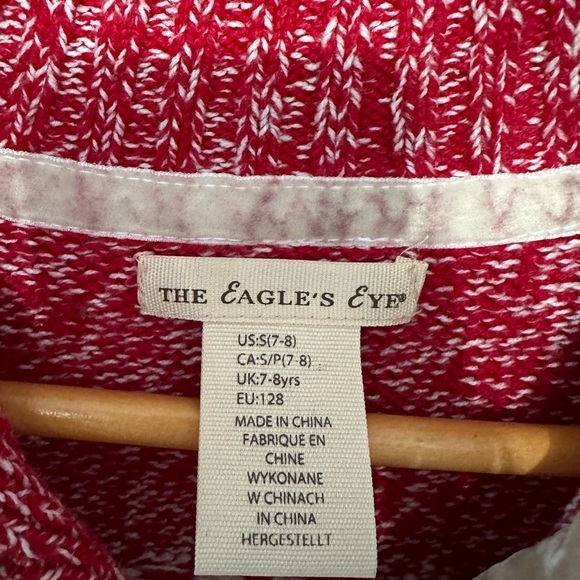 THE EAGLE'S EYE®
US:S(7-8)
CA:S/P(7-8)
UK:7-8yrs
EU:128
MADE IN CHINA
FABRIQUE EN
CHINE
WYKONANE
W CHINACH
IN CHINA
HERGESTELLT